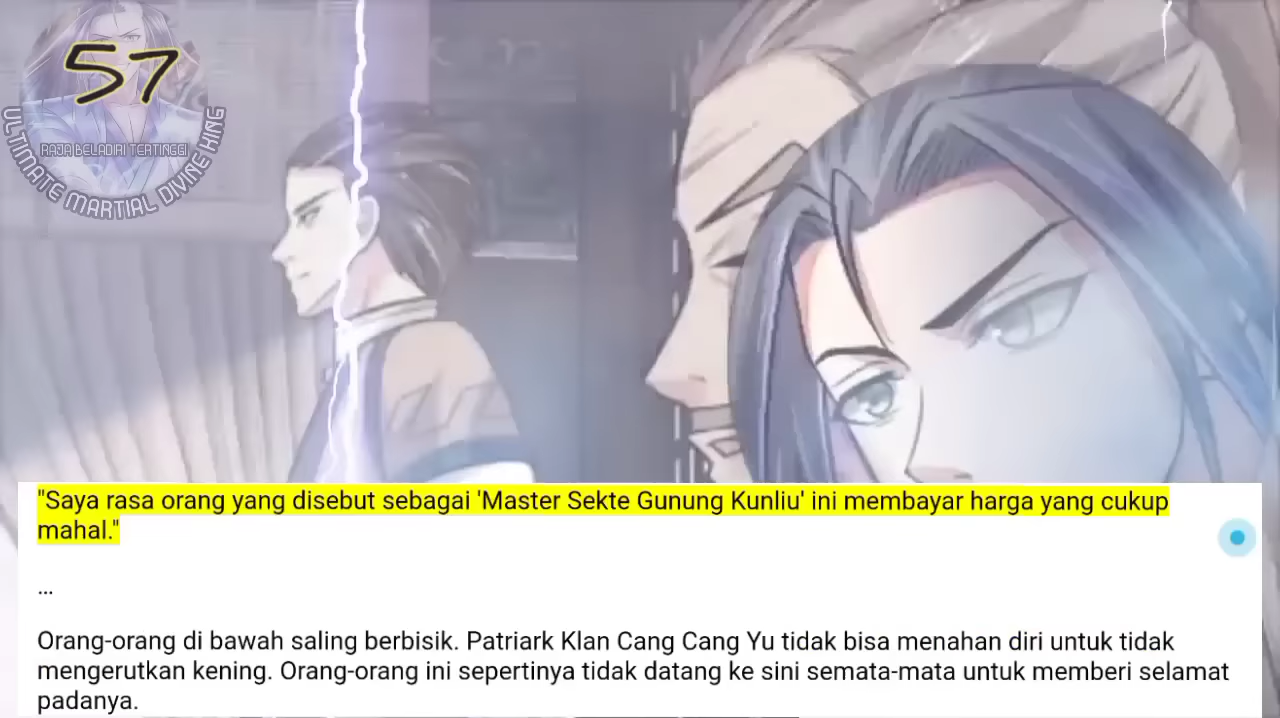 57
RAJA BELADIRI TERTINGGI
ULTIMATE MARTIAL DIVINE KING
"Saya rasa orang yang disebut sebagai 'Master Sekte Gunung Kunliu' ini membayar harga yang cukup
mahal."
...
Orang-orang di bawah saling berbisik. Patriark Klan Cang Cang Yu tidak bisa menahan diri untuk tidak
mengerutkan kening. Orang-orang ini sepertinya tidak datang ke sini semata-mata untuk memberi selamat
padanya.